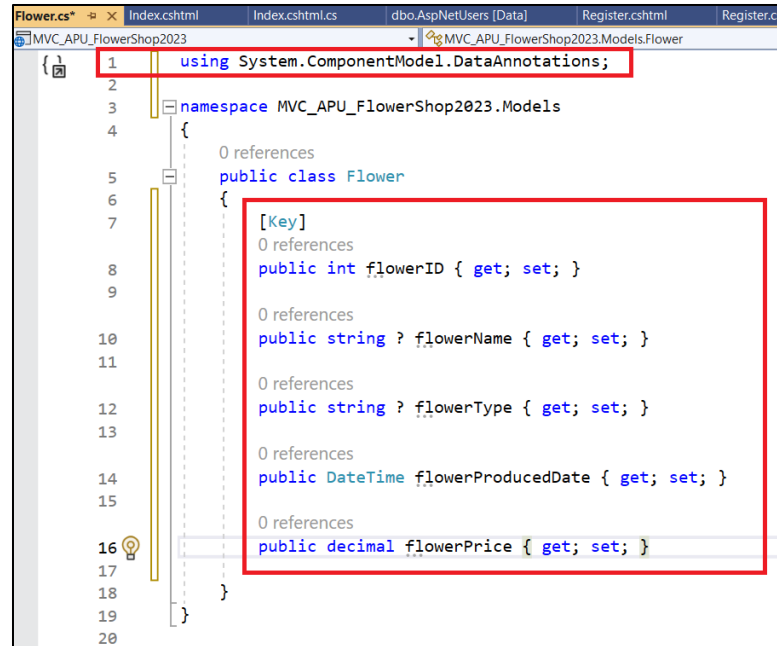 Flower.cs* Index.cshtml Index.cshtml.cs dbo.AspNetUsers [Data] Register.cshtml Register.c
MVC_APU_FlowerShop2023 MVC_APU_FlowerShop2023.Models.Flower
1 using System.ComponentModel.DataAnnotations;
2
3 namespace MVC_APU_FlowerShop2023.Models
4 {
0 references
5 public class Flower
6 {
7 [Key]
0 references
8 public int flowerID { get; set; }
9
0 references
10 public string ? flowerName { get; set; }
11
0 references
12 public string ? flowerType { get; set; }
13
0 references
14 public DateTime flowerProducedDate { get; set; }
15
0 references
16 public decimal flowerPrice { get; set; }
17
18 }
19 }
20